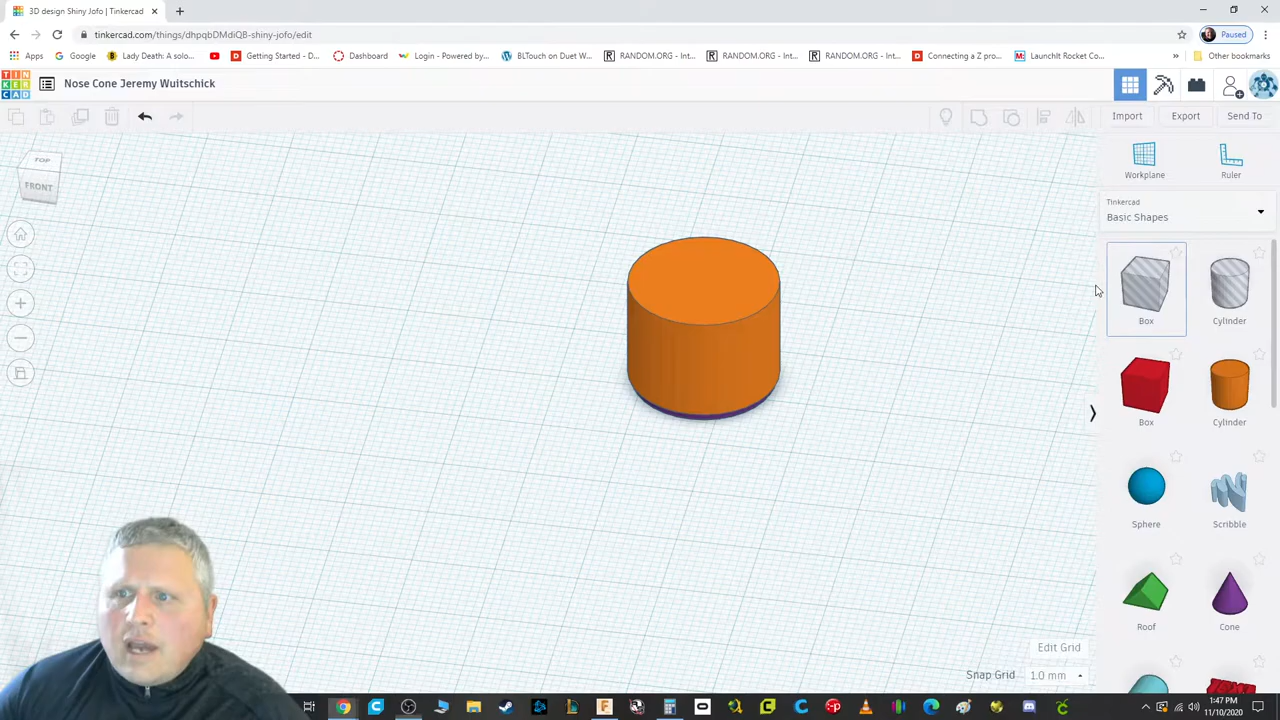 3D design Shiny Jofo | Tinkercad
tinkercad.com/things/dhpqbDMdiQB-shiny-jofo/edit
Paused
Apps
Google
Lady Death: A solo...
Getting Started - D...
Dashboard
Login - Powered by...
BLTouch on Duet W...
RANDOM.ORG - Int...
RANDOM.ORG - Int...
RANDOM.ORG - Int...
Connecting a Z pro...
LaunchIt Rocket Co...
Other bookmarks
TIN
KER
CAD
Nose Cone Jeremy Wuitschick
Import
Export
Send To
TOP
FRONT
Workplane
Ruler
Tinkercad
Basic Shapes
Box
Cylinder
Box
Cylinder
Sphere
Scribble
Roof
Cone
Edit Grid
Snap Grid
1.0 mm
1:47 PM
11/10/2020